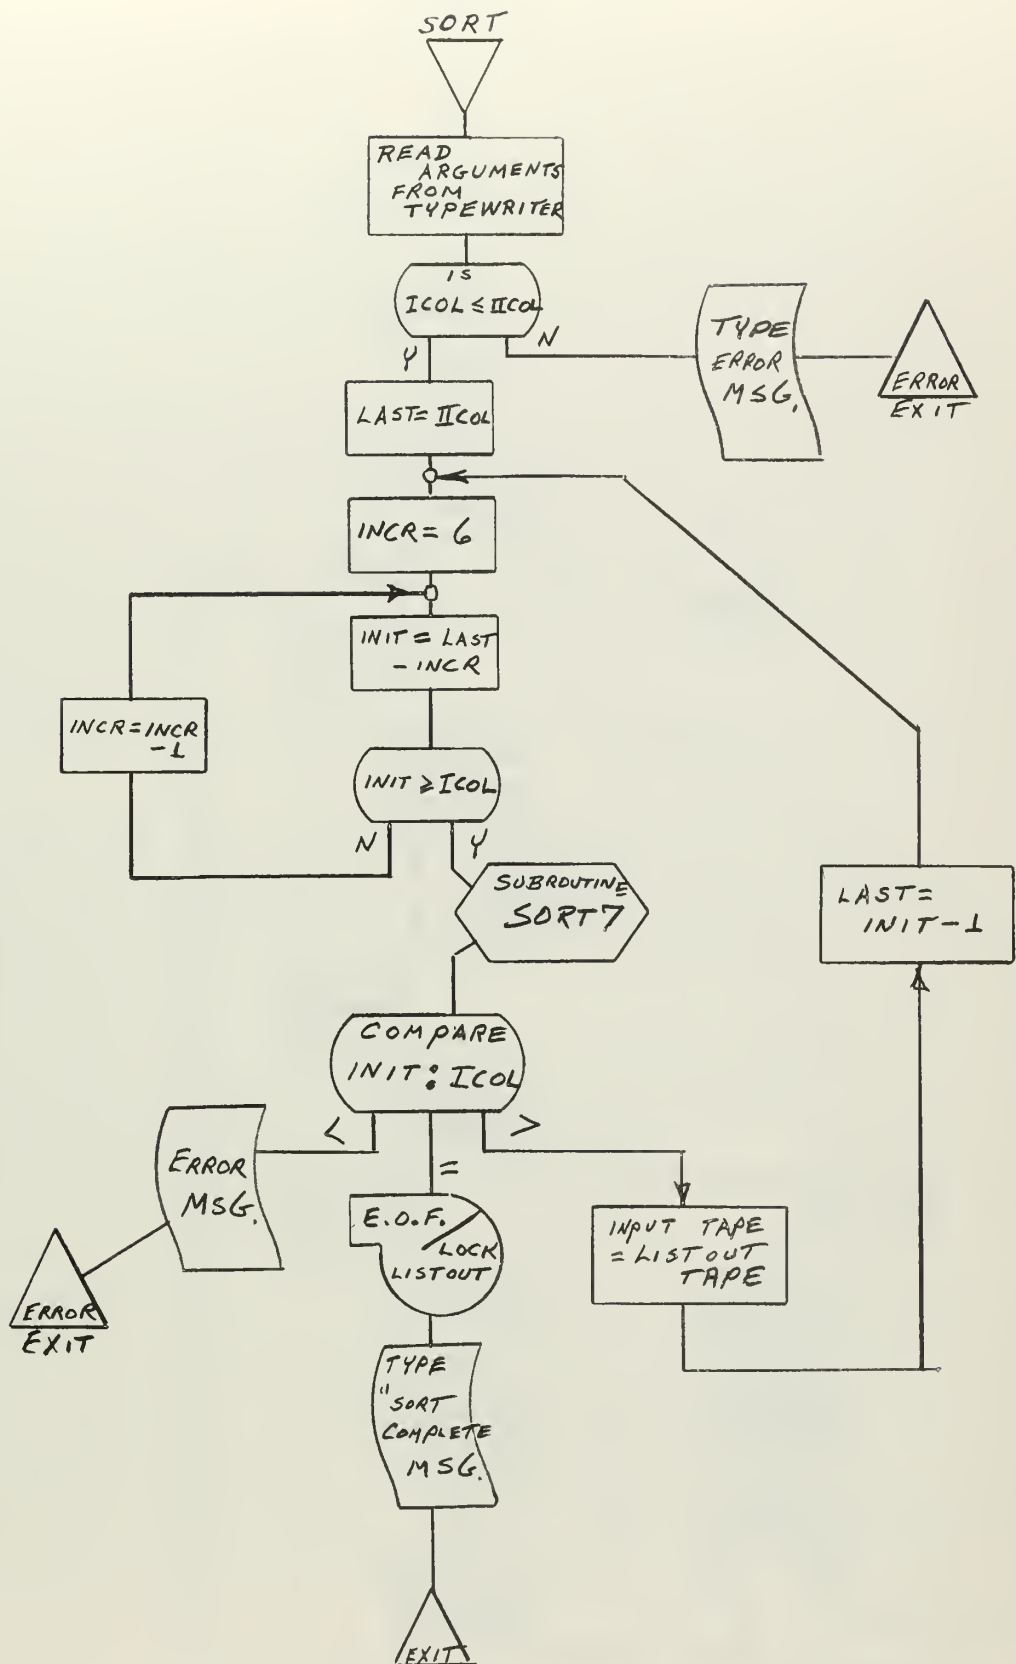 SORT
READ
ARGUMENTS
FROM
TYPEWRITER
IS
ICOL ≤ IICOL
Y
N
TYPE
ERROR
MSG.
ERROR
EXIT
LAST = IICOL
INCR = 6
INIT = LAST
- INCR
INCR = INCR
-1
INIT ≥ ICOL
N
Y
SUBROUTINE
SORT 7
LAST =
INIT - 1
COMPARE
INIT : ICOL
<
=
>
ERROR
MSG.
ERROR
EXIT
E.O.F.
LOCK
LISTOUT
INPUT TAPE
= LISTOUT
TAPE
TYPE
"SORT
COMPLETE
MSG.
EXIT